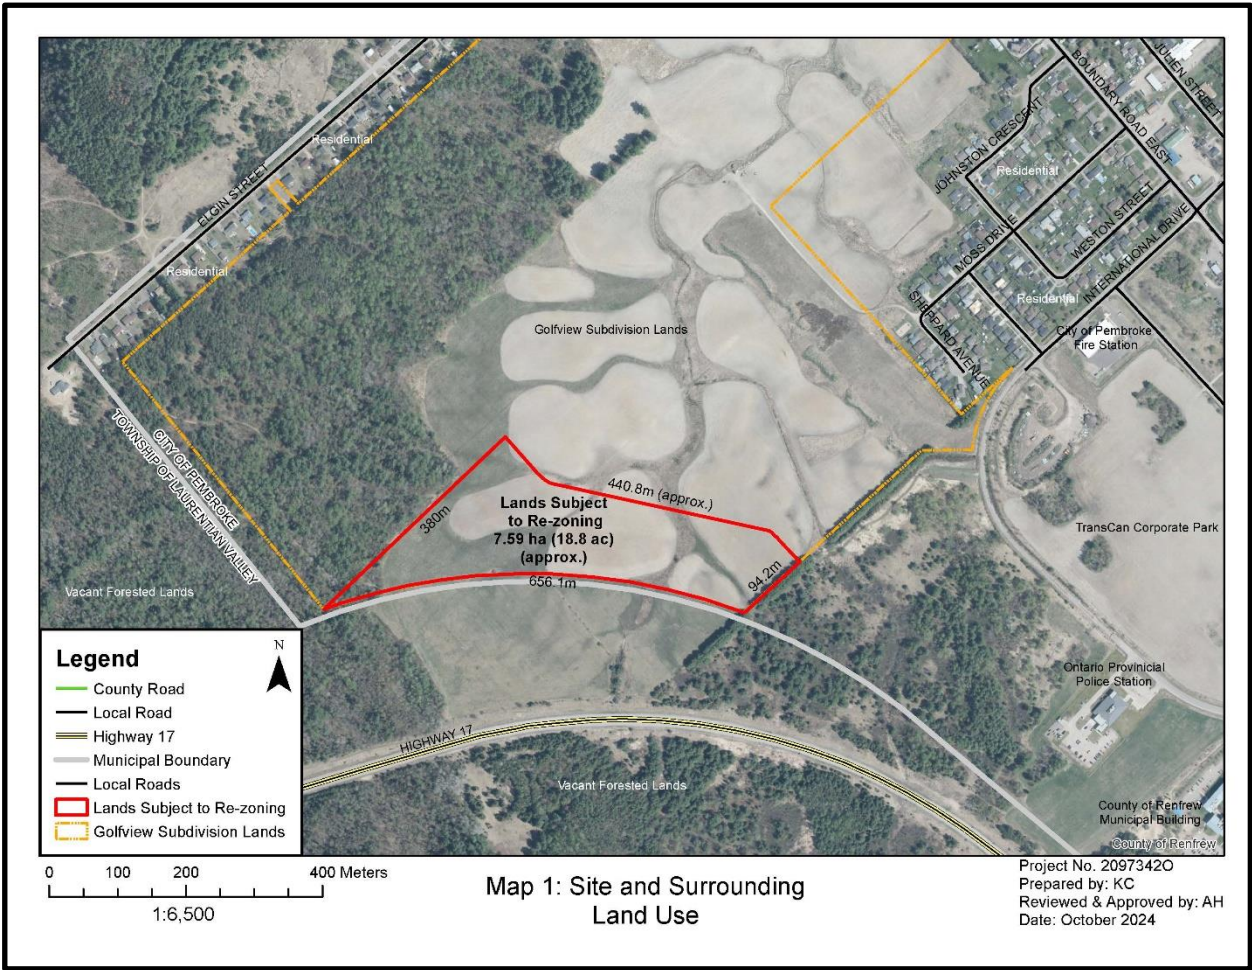 JULIEN STREET
BOUNDARY ROAD EAST
JOHNSTON CRESCENT
Residential
Residential
ELGIN STREET
WESTON STREET
MOSS DRIVE
INTERNATIONAL DRIVE
Residential
Residential
SHEPPARD AVENUE
Golfview Subdivision Lands
City of Pembroke
Fire Station
CITY OF PEMBROKE
TOWNSHIP OF LAURENTIAN VALLEY
440.8m (approx.)
380m
Lands Subject
to Re-zoning
7.59 ha (18.8 ac)
(approx.)
TransCan Corporate Park
656.1m
94.2m
Vacant Forested Lands
Ontario Provinicial
Police Station
HIGHWAY 17
Vacant Forested Lands
County of Renfrew
Municipal Building
County of Renfrew
Legend
N
County Road
Local Road
Highway 17
Municipal Boundary
Local Roads
Lands Subject to Re-zoning
Golfview Subdivision Lands
0 100 200 400 Meters
1:6,500
Map 1: Site and Surrounding
Land Use
Project No. 2097342O
Prepared by: KC
Reviewed & Approved by: AH
Date: October 2024